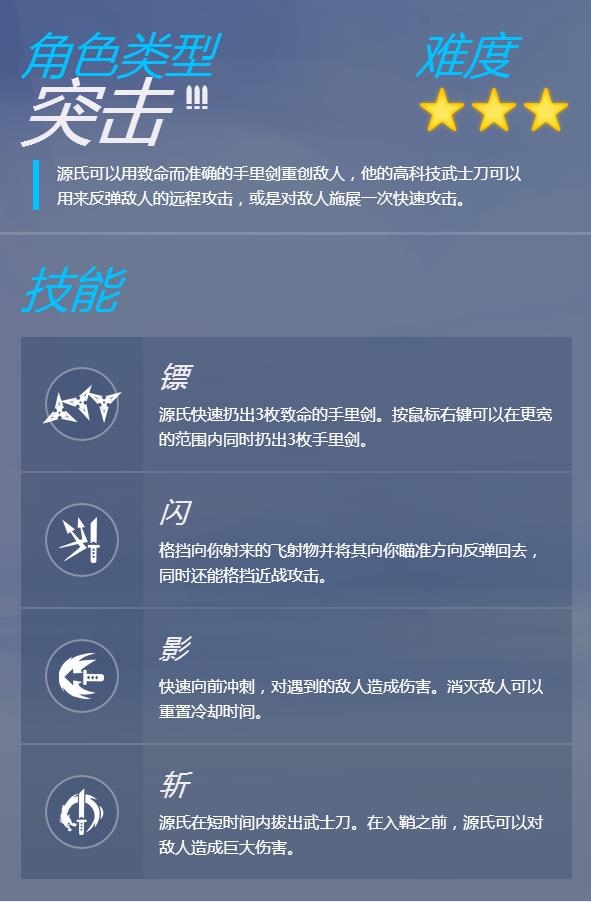 角色类型
难度
突击
源氏可以用致命而准确的手里剑重创敌人，他的高科技武士刀可以
用来反弹敌人的远程攻击，或是对敌人施展一次快速攻击。
技能
镖
源氏快速扔出3枚致命的手里剑。按鼠标右键可以在更宽
的范围内同时扔出3枚手里剑。
闪
格挡向你射来的飞射物并将其向你瞄准方向反弹回去，
同时还能格挡近战攻击。
影
快速向前冲刺，对遇到的敌人造成伤害。消灭敌人可以
重置冷却时间。
斩
源氏在短时间内拔出武士刀。在入鞘之前，源氏可以对
敌人造成巨大伤害。